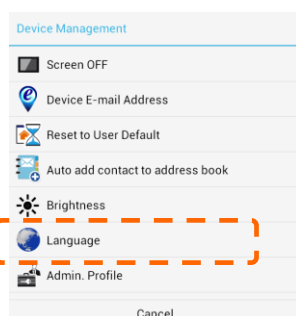 Device Management
Screen OFF
Device E-mail Address
Reset to User Default
Auto add contact to address book
Brightness
Language
Admin. Profile
Cancel